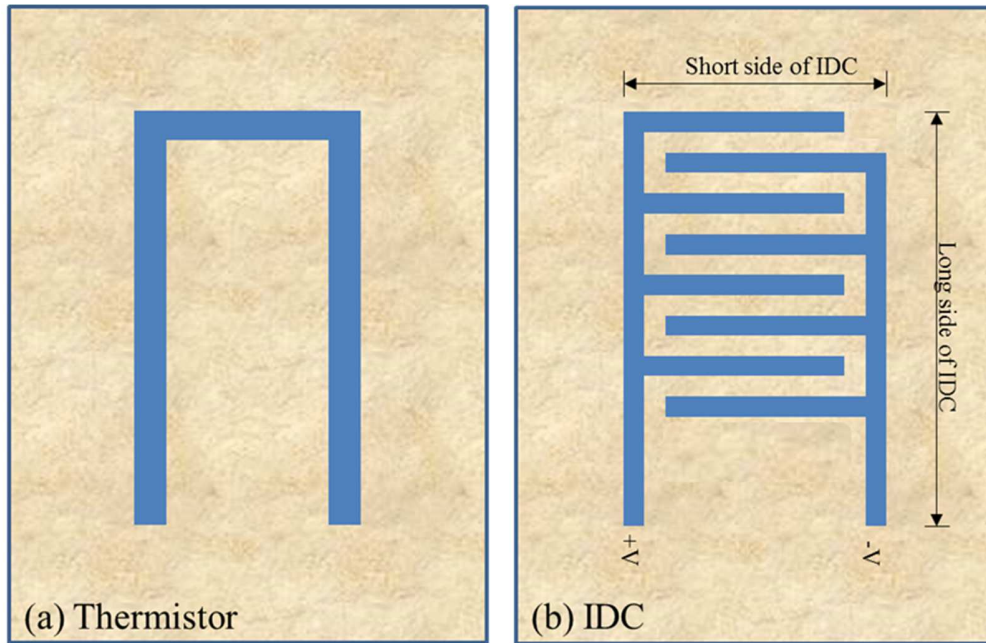 (a) Thermistor
Short side of IDC
Long side of IDC
+V
-V
(b) IDC